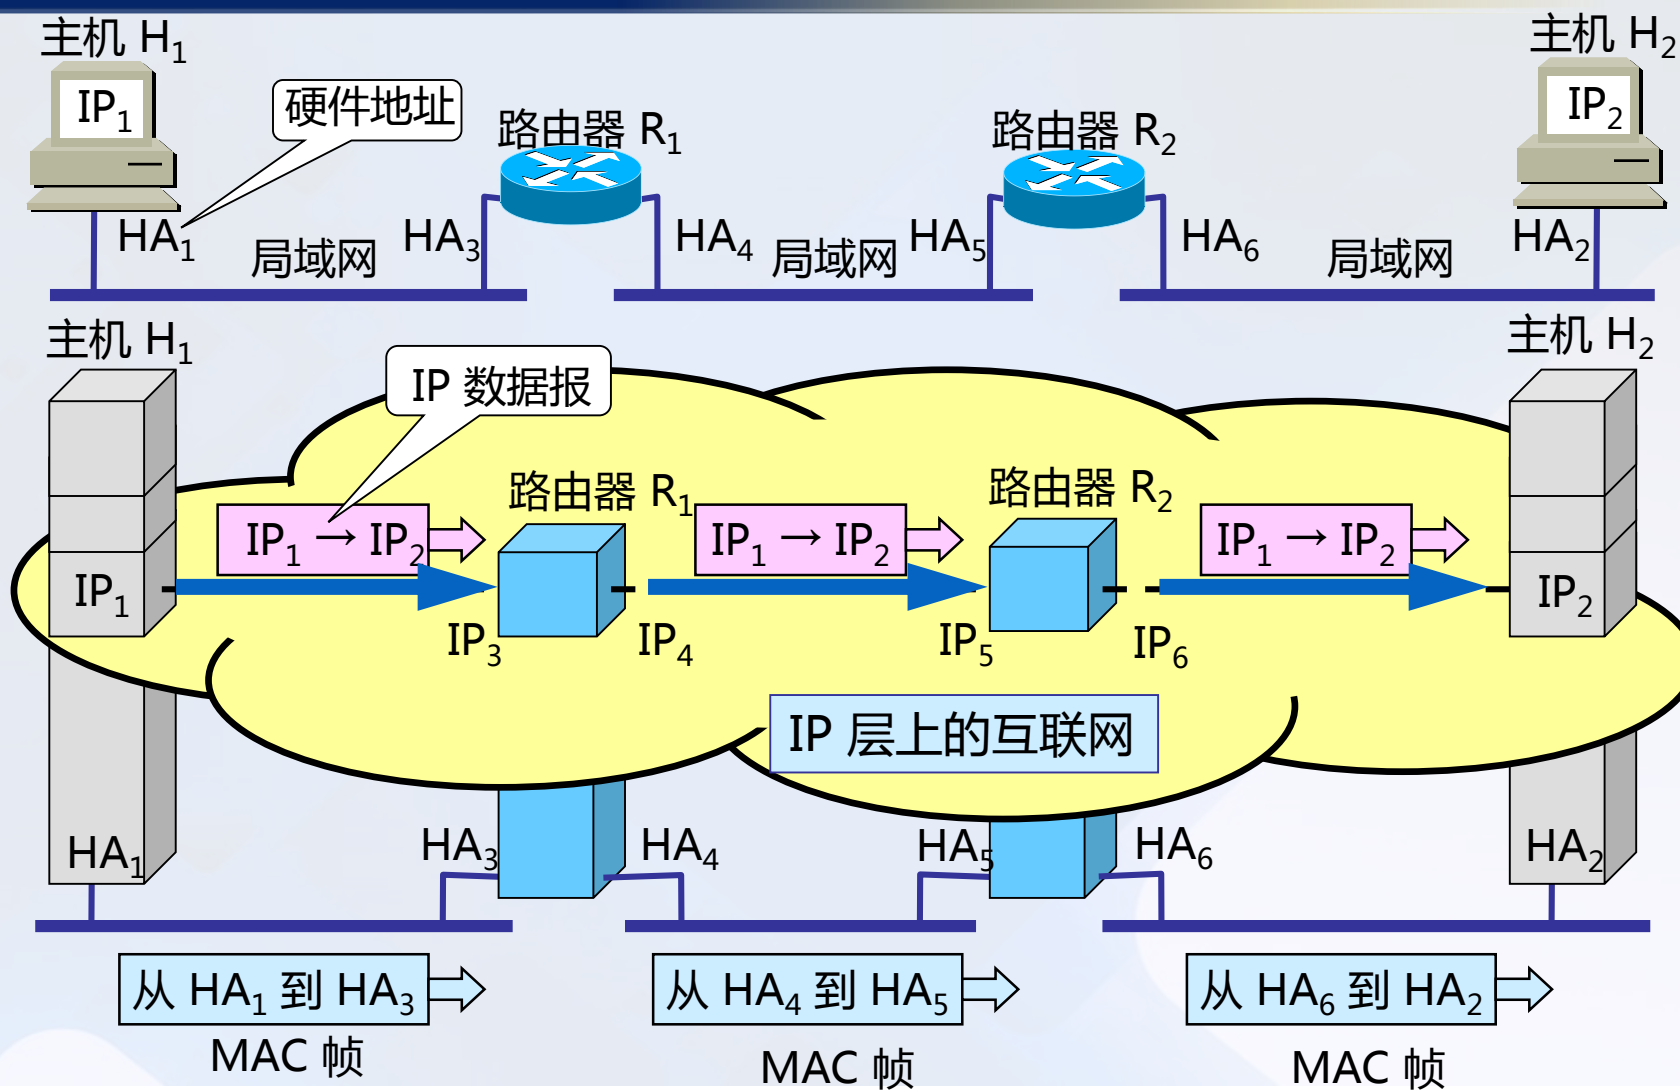 主机 H₁
主机 H₂
IP₁
硬件地址
路由器 R₁
路由器 R₂
IP₂
HA₁
局域网
HA₃
HA₄
局域网
HA₅
HA₆
局域网
HA₂
主机 H₁
主机 H₂
IP 数据报
路由器 R₁
路由器 R₂
IP₁ → IP₂
IP₁ → IP₂
IP₁ → IP₂
IP₁
IP₂
IP₃
IP₄
IP₅
IP₆
IP 层上的互联网
HA₁
HA₃
HA₄
HA₅
HA₆
HA₂
从 HA₁ 到 HA₃
从 HA₄ 到 HA₅
从 HA₆ 到 HA₂
MAC 帧
MAC 帧
MAC 帧